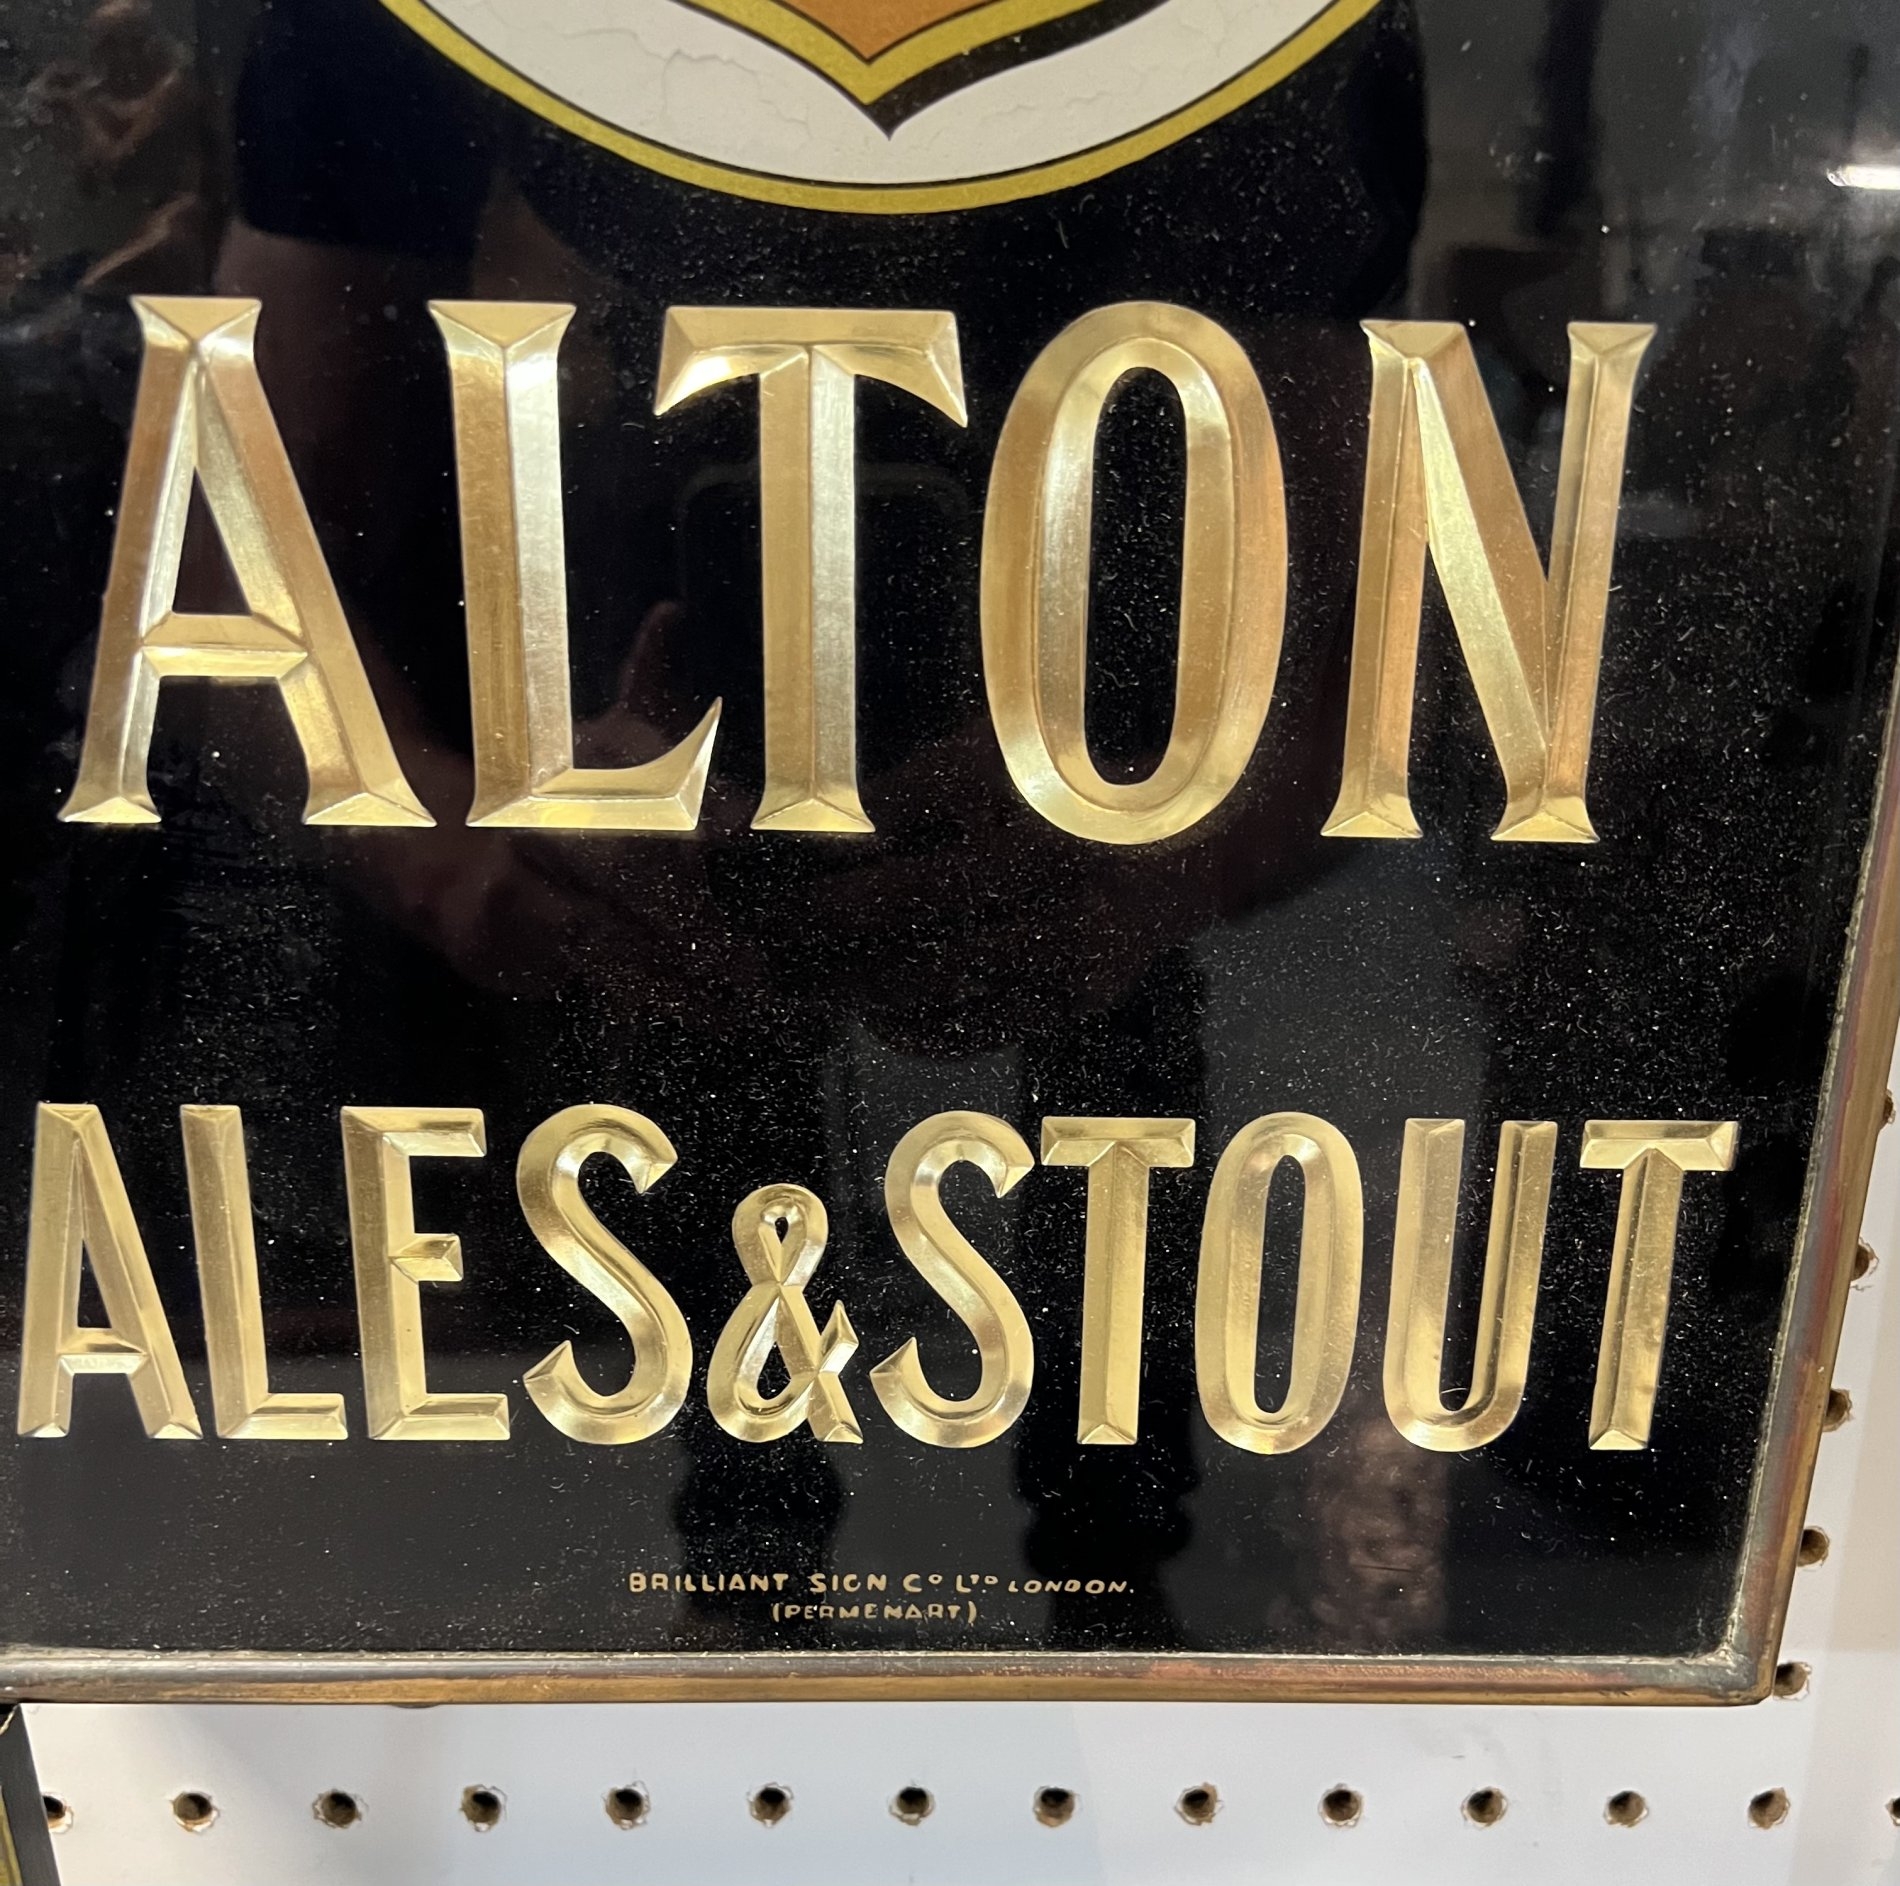 ALTON
ALES & STOUT
BRILLIANT SIGN Cº Lᵀᴰ LONDON.
(PERMENART)